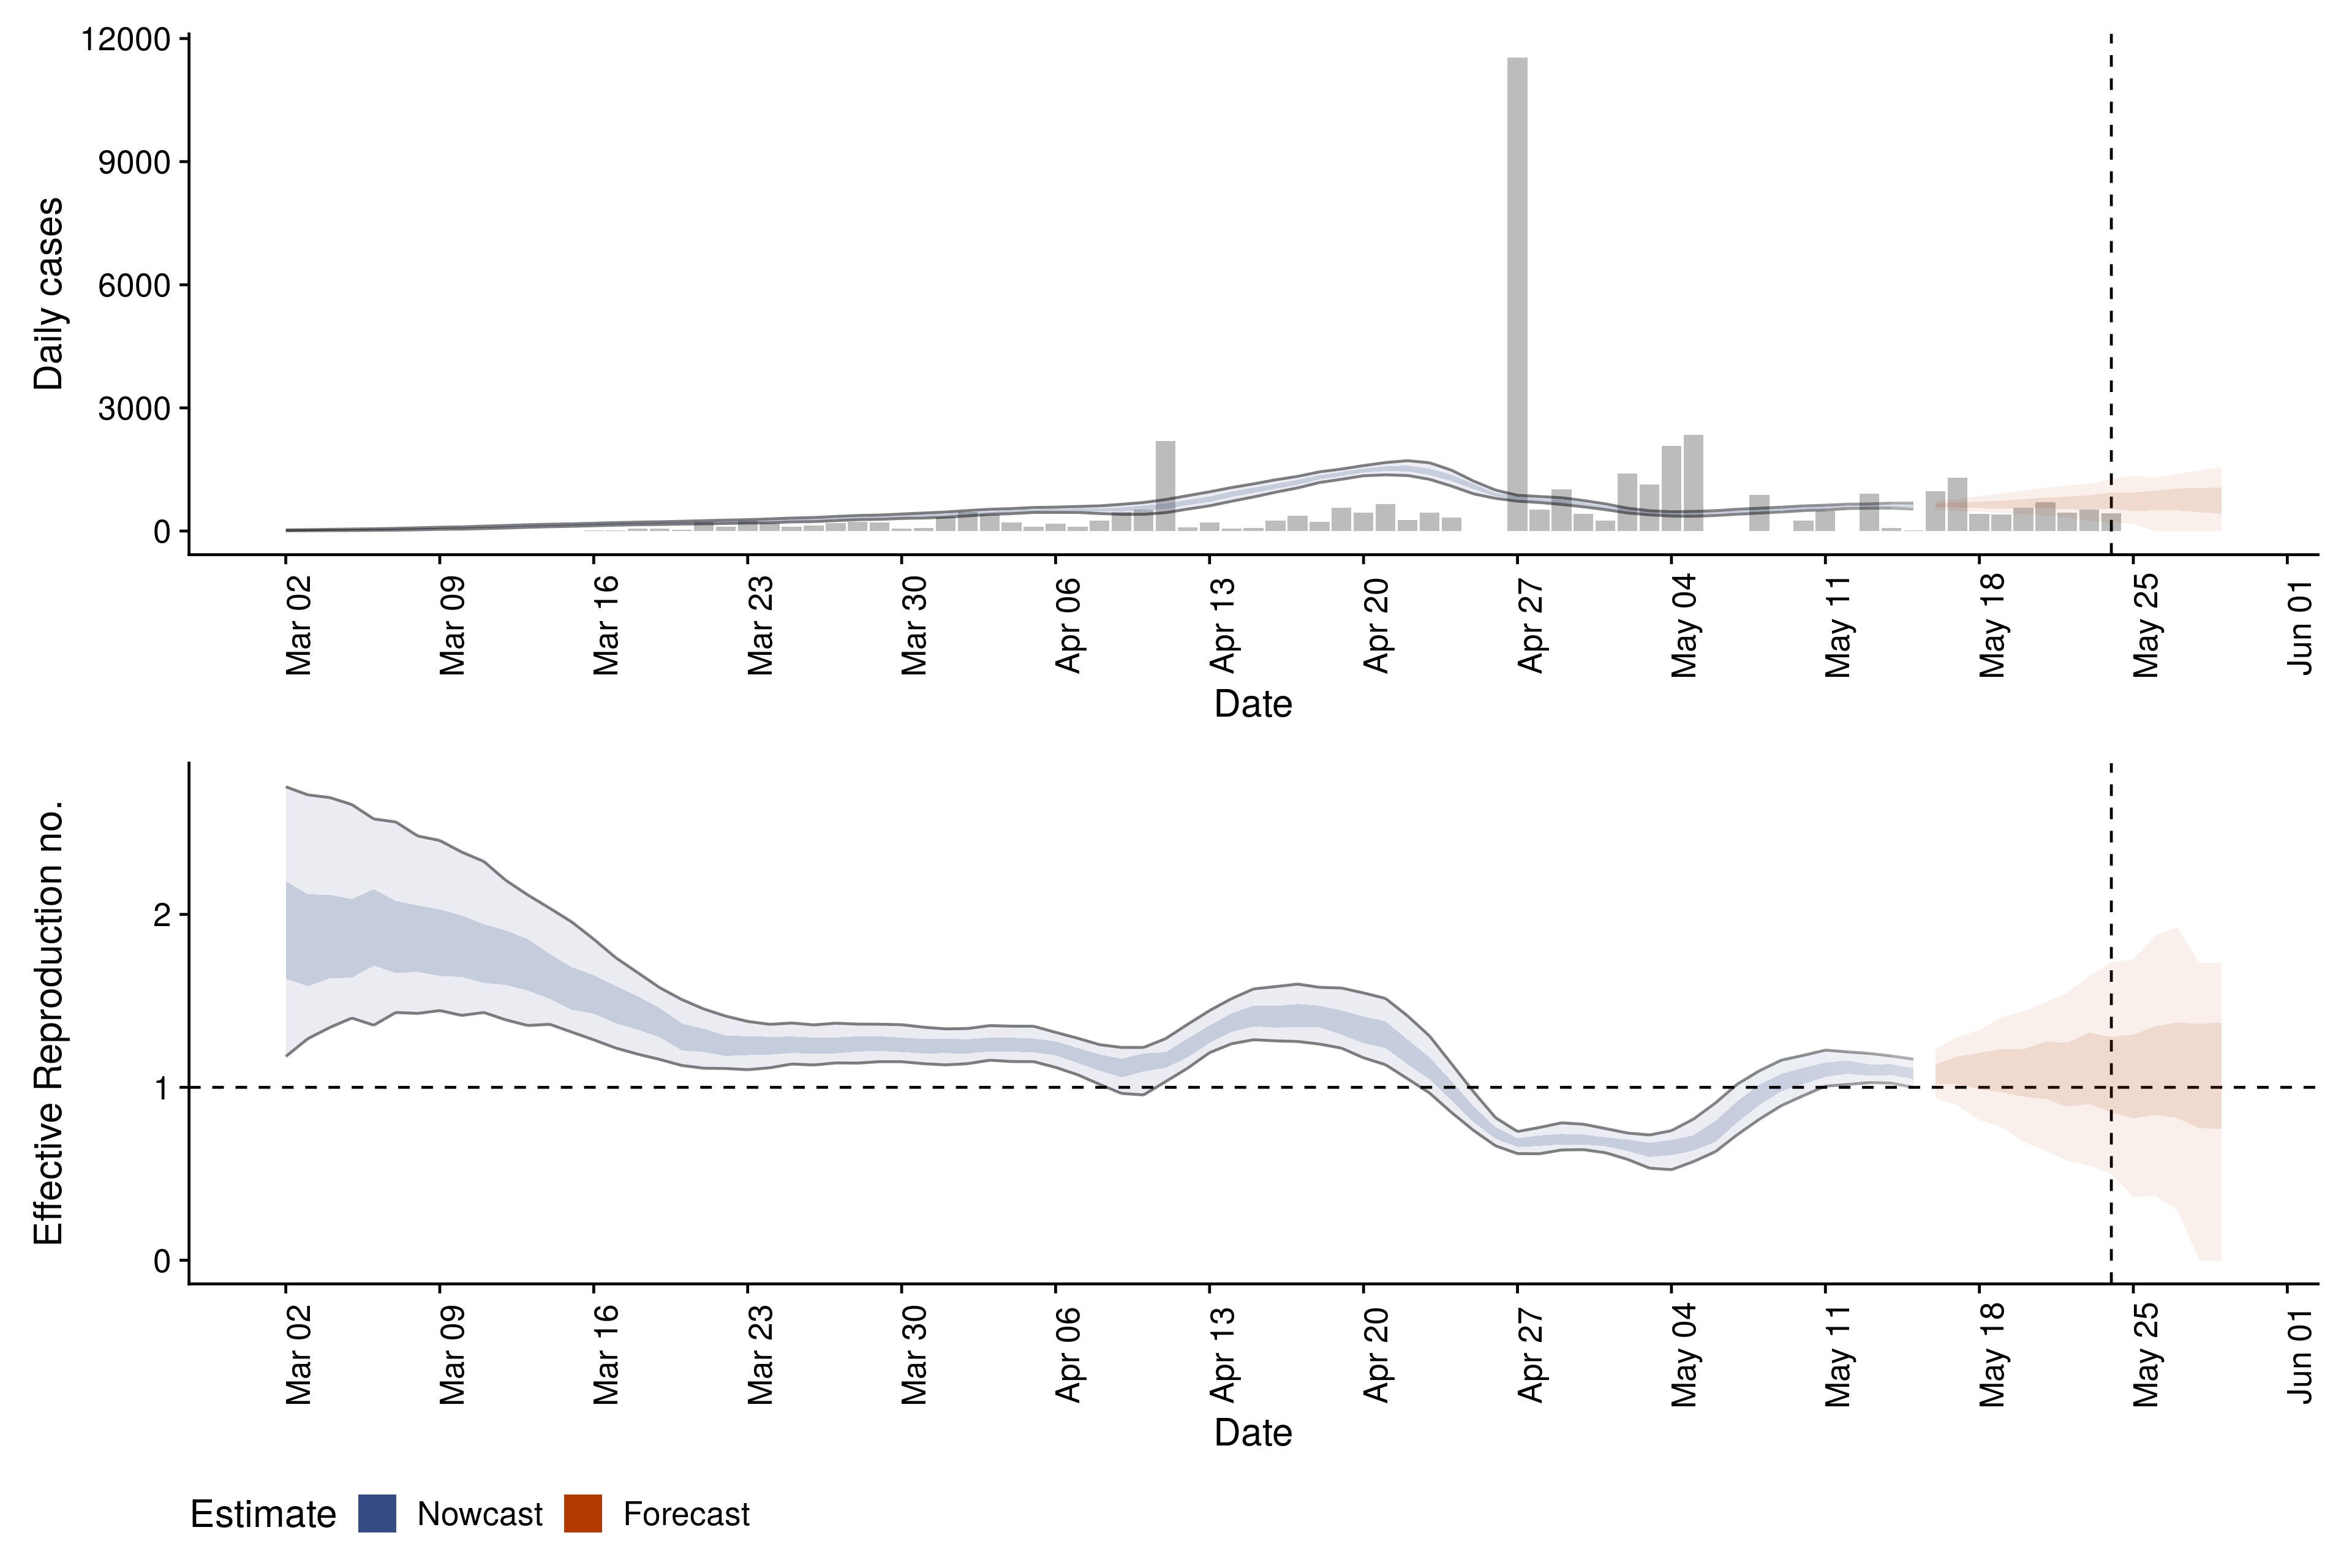 12000
9000
6000
3000
0
Daily cases
Mar 02
Mar 09
Mar 16
Mar 23
Mar 30
Apr 06
Apr 13
Apr 20
Apr 27
May 04
May 11
May 18
May 25
Jun 01
Date
2
1
0
Effective Reproduction no.
Mar 02
Mar 09
Mar 16
Mar 23
Mar 30
Apr 06
Apr 13
Apr 20
Apr 27
May 04
May 11
May 18
May 25
Jun 01
Date
Estimate Nowcast Forecast